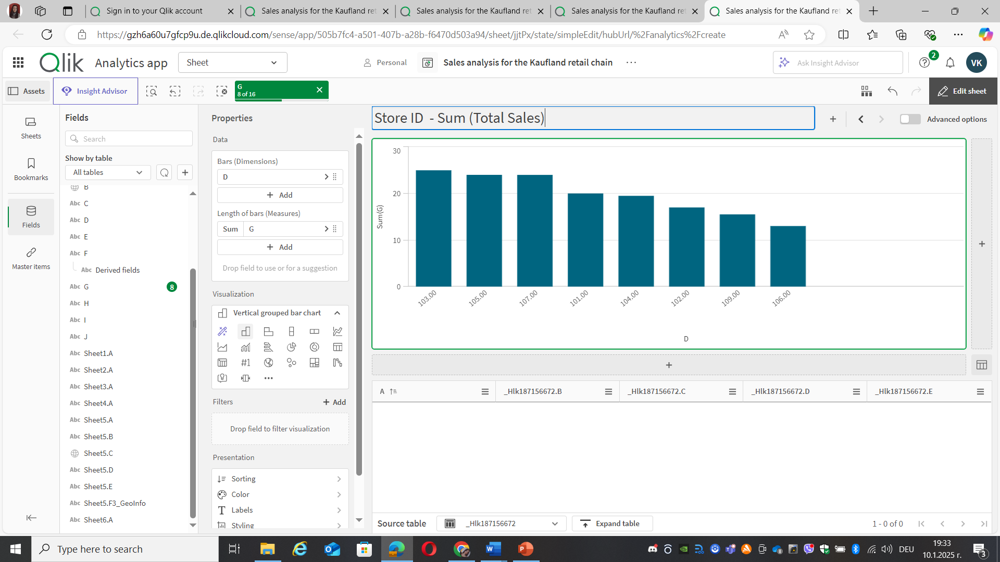 Sign in to your Qlik account
Sales analysis for the Kaufland ret
Sales analysis for the Kaufland ret
Sales analysis for the Kaufland ret
Sales analysis for the Kaufland ret
https://gzh6a60u7gfcp9u.de.qlikcloud.com/sense/app/505b7fc4-a501-407b-a28b-f6470d503a94/sheet/jjtPx/state/simpleEdit/hubUrl/%2Fanalytics%2Fcreate
Qlik
Analytics app
Sheet
Personal
Sales analysis for the Kaufland retail chain
Ask Insight Advisor
2
VK
Assets
Insight Advisor
G
8 of 16
Edit sheet
Sheets
Bookmarks
Fields
Master items
Fields
Search
Show by table
All tables
B
Abc C
Abc D
Abc E
Abc F
Abc Derived fields
Abc G
8
Abc H
Abc I
Abc J
Abc Sheet1.A
Abc Sheet2.A
Abc Sheet3.A
Abc Sheet4.A
Abc Sheet5.A
Abc Sheet5.B
Sheet5.C
Abc Sheet5.D
Abc Sheet5.E
Abc Sheet5.F3_GeoInfo
Abc Sheet6.A
Properties
Data
Bars (Dimensions)
D
Add
Length of bars (Measures)
Sum G
Add
Drop field to use or for a suggestion
Visualization
Vertical grouped bar chart
#1
Filters
Add
Drop field to filter visualization
Presentation
Sorting
Color
Labels
Styling
Store ID  - Sum (Total Sales)
Advanced options
30
20
10
0
Sum(G)
103.00
105.00
107.00
101.00
104.00
102.00
109.00
106.00
D
A
_Hlk187156672.B
_Hlk187156672.C
_Hlk187156672.D
_Hlk187156672.E
Source table
_Hlk187156672
Expand table
1 - 0 of 0
Type here to search
DEU
19:33
10.1.2025 г.
3